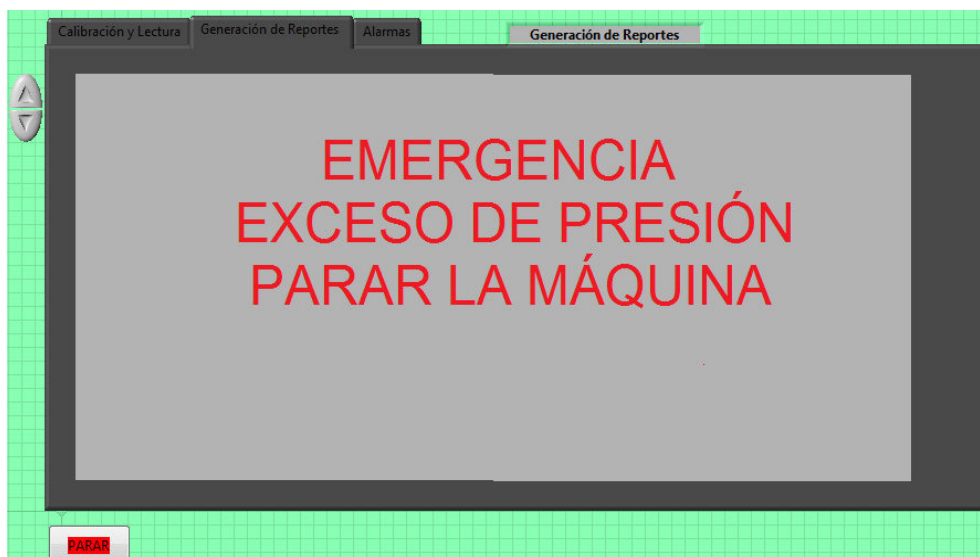 Calibración y Lectura Generación de Reportes Alarmas Generación de Reportes
EMERGENCIA
EXCESO DE PRESIÓN
PARAR LA MÁQUINA
PARAR